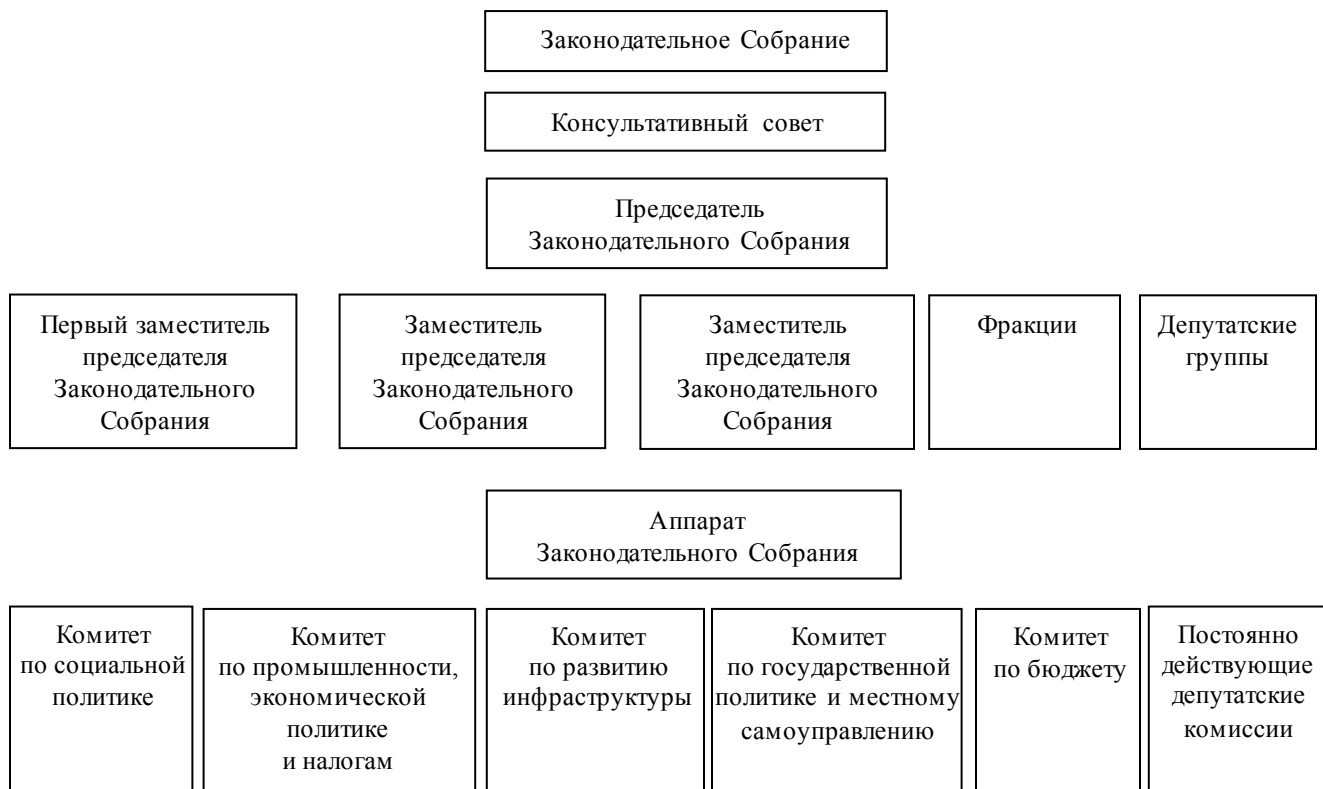 Законодательное Собрание
Консультативный совет
Председатель
Законодательного Собрания
Первый заместитель
председателя
Законодательного
Собрания
Заместитель
председателя
Законодательного
Собрания
Заместитель
председателя
Законодательного
Собрания
Фракции
Депутатские
группы
Аппарат
Законодательного Собрания
Комитет
по социальной
политике
Комитет
по промышленности,
экономической
политике
и налогам
Комитет
по развитию
инфраструктуры
Комитет
по государственной
политике и местному
самоуправлению
Комитет
по бюджету
Постоянно
действующие
депутатские
комиссии